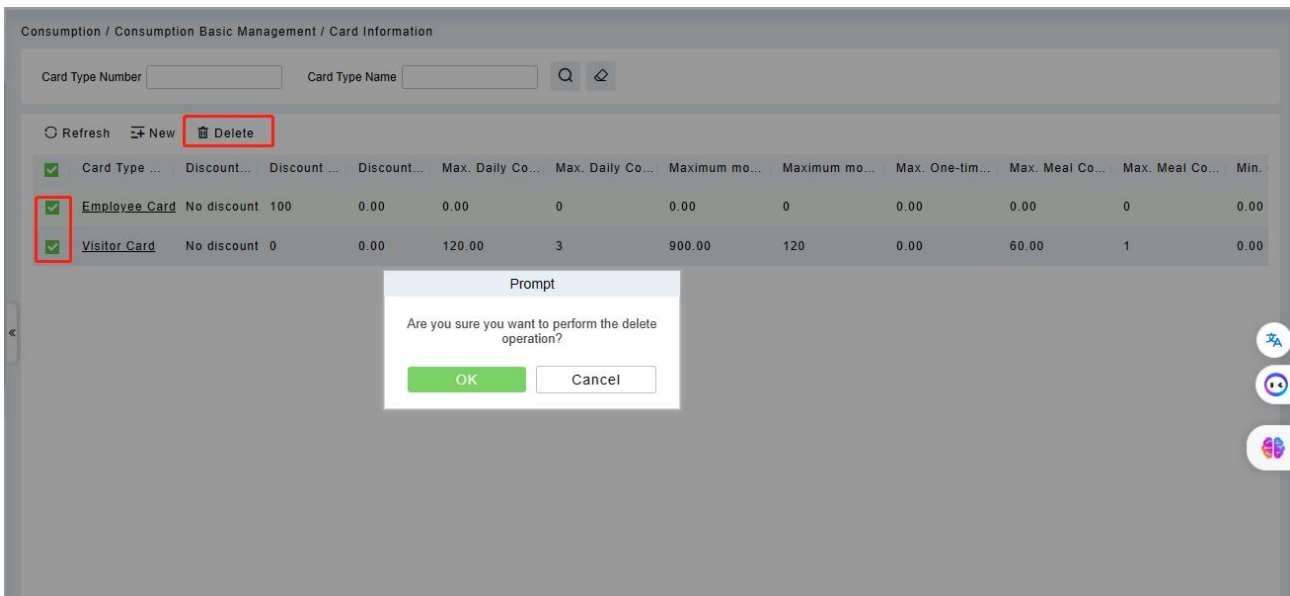 Consumption / Consumption Basic Management / Card Information
Card Type Number Card Type Name
Refresh New Delete
Card Type ... Discount... Discount ... Discount... Max. Daily Co... Max. Daily Co... Maximum mo... Maximum mo... Max. One-tim... Max. Meal Co... Max. Meal Co... Min.
Employee Card No discount 100 0.00 0.00 0 0.00 0 0.00 0.00 0 0.00
Visitor Card No discount 0 0.00 120.00 3 900.00 120 0.00 60.00 1 0.00
Prompt
Are you sure you want to perform the delete
operation?
OK Cancel
«
文A